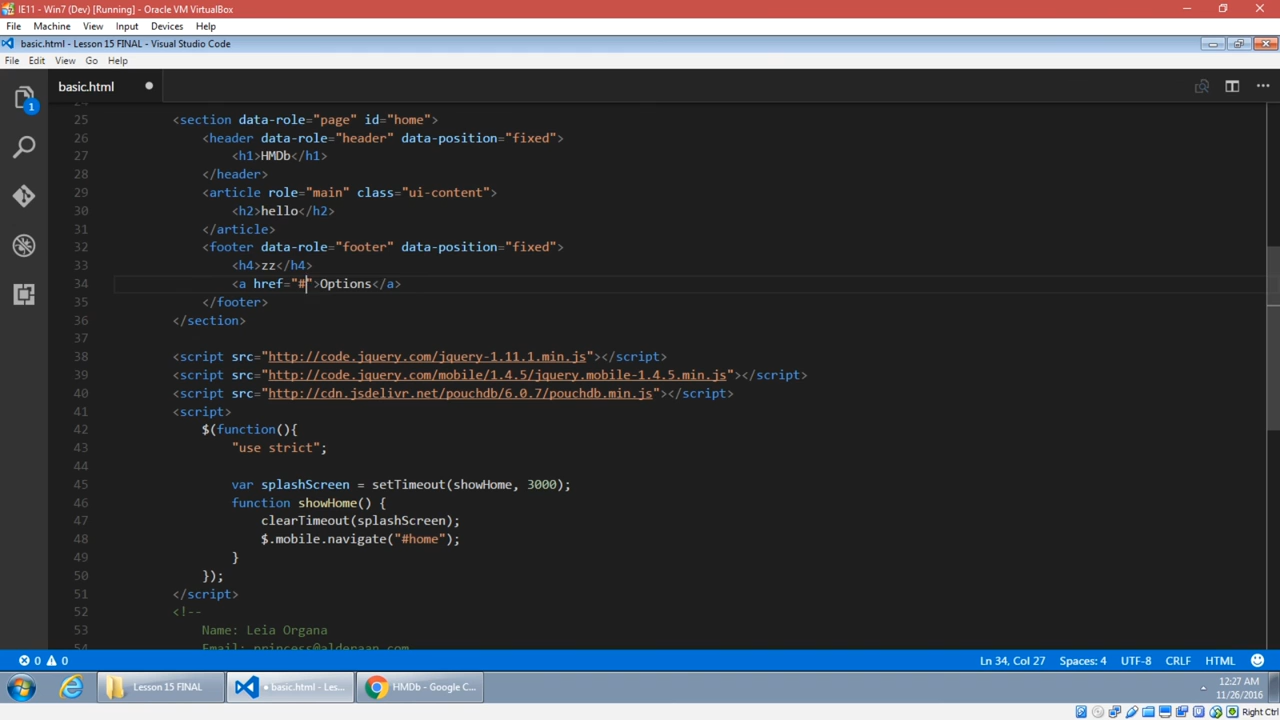 IE11 - Win7 (Dev) [Running] - Oracle VM VirtualBox
File Machine View Input Devices Help
basic.html - Lesson 15 FINAL - Visual Studio Code
File Edit View Go Help
basic.html
1
25 <section data-role="page" id="home">
26 <header data-role="header" data-position="fixed">
27 <h1>HMDb</h1>
28 </header>
29 <article role="main" class="ui-content">
30 <h2>hello</h2>
31 </article>
32 <footer data-role="footer" data-position="fixed">
33 <h4>zz</h4>
34 <a href="#">Options</a>
35 </footer>
36 </section>
37
38 <script src="http://code.jquery.com/jquery-1.11.1.min.js"></script>
39 <script src="http://code.jquery.com/mobile/1.4.5/jquery.mobile-1.4.5.min.js"></script>
40 <script src="http://cdn.jsdelivr.net/pouchdb/6.0.7/pouchdb.min.js"></script>
41 <script>
42 $(function(){
43 "use strict";
44
45 var splashScreen = setTimeout(showHome, 3000);
46 function showHome() {
47 clearTimeout(splashScreen);
48 $.mobile.navigate("#home");
49 }
50 });
51 </script>
52 <!--
53 Name: Leia Organa
54 Email: princess@alderaan.com
0 0 Ln 34, Col 27 Spaces: 4 UTF-8 CRLF HTML
Lesson 15 FINAL basic.html - Les... HMDb - Google C...
12:27 AM
11/26/2016
Right Ctrl